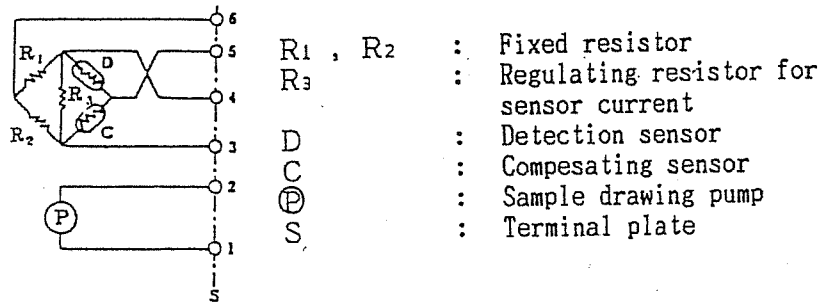 6
R1
D
5
R3
4
R2
C
3
2
P
1
S
R1 , R2 : Fixed resistor
R3 : Regulating resistor for
sensor current
D : Detection sensor
C : Compesating sensor
P : Sample drawing pump
S : Terminal plate